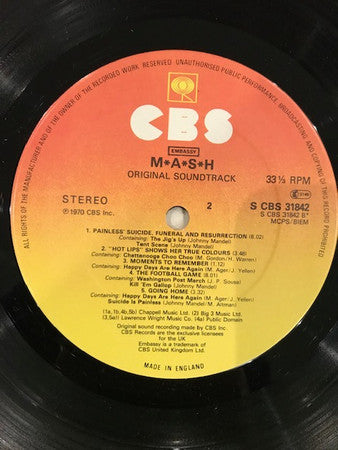 ALL RIGHTS OF THE MANUFACTURER AND OF THE OWNER OF THE RECORDED WORK RESERVED. UNAUTHORISED PUBLIC PERFORMANCE, BROADCASTING AND COPYING OF THIS RECORD PROHIBITED
CBS
EMBASSY
M*A*S*H
ORIGINAL SOUNDTRACK
33⅓ RPM
STEREO
℗ 1970 CBS Inc.
2
S CBS 31842
S CBS 31842 B¹
MCPS/BIEM
1. PAINLESS' SUICIDE, FUNERAL AND RESURRECTION (8.02)
Containing: The Jig's Up (Johnny Mandel)
Tent Scene (Johnny Mandel)
2. "HOT LIPS" SHOWS HER TRUE COLOURS (3.48)
Containing: Chattanooga Choo Choo (M. Gordon/H. Warren)
3. MOMENTS TO REMEMBER (1.12)
Containing: Happy Days Are Here Again (M. Ager/J. Yellen)
4. THE FOOTBALL GAME (8.01)
Containing: Washington Post March (J. P. Sousa)
Kill 'Em Gallop (Johnny Mandel)
5. GOING HOME (3.32)
Containing: Happy Days Are Here Again (M. Ager/J. Yellen)
Suicide Is Painless (Johnny Mandel M. Altman)
(1a, 1b, 4b, 5b) Chappell Music Ltd. (2) Big 3 Music Ltd.
(3,5a) Lawrence Wright Music Co. (4a) Public Domain
Original sound recording made by CBS Inc
CBS Records are the exclusive licensees
for the UK
Embassy is a trademark of
CBS United Kingdom Ltd.
MADE IN ENGLAND